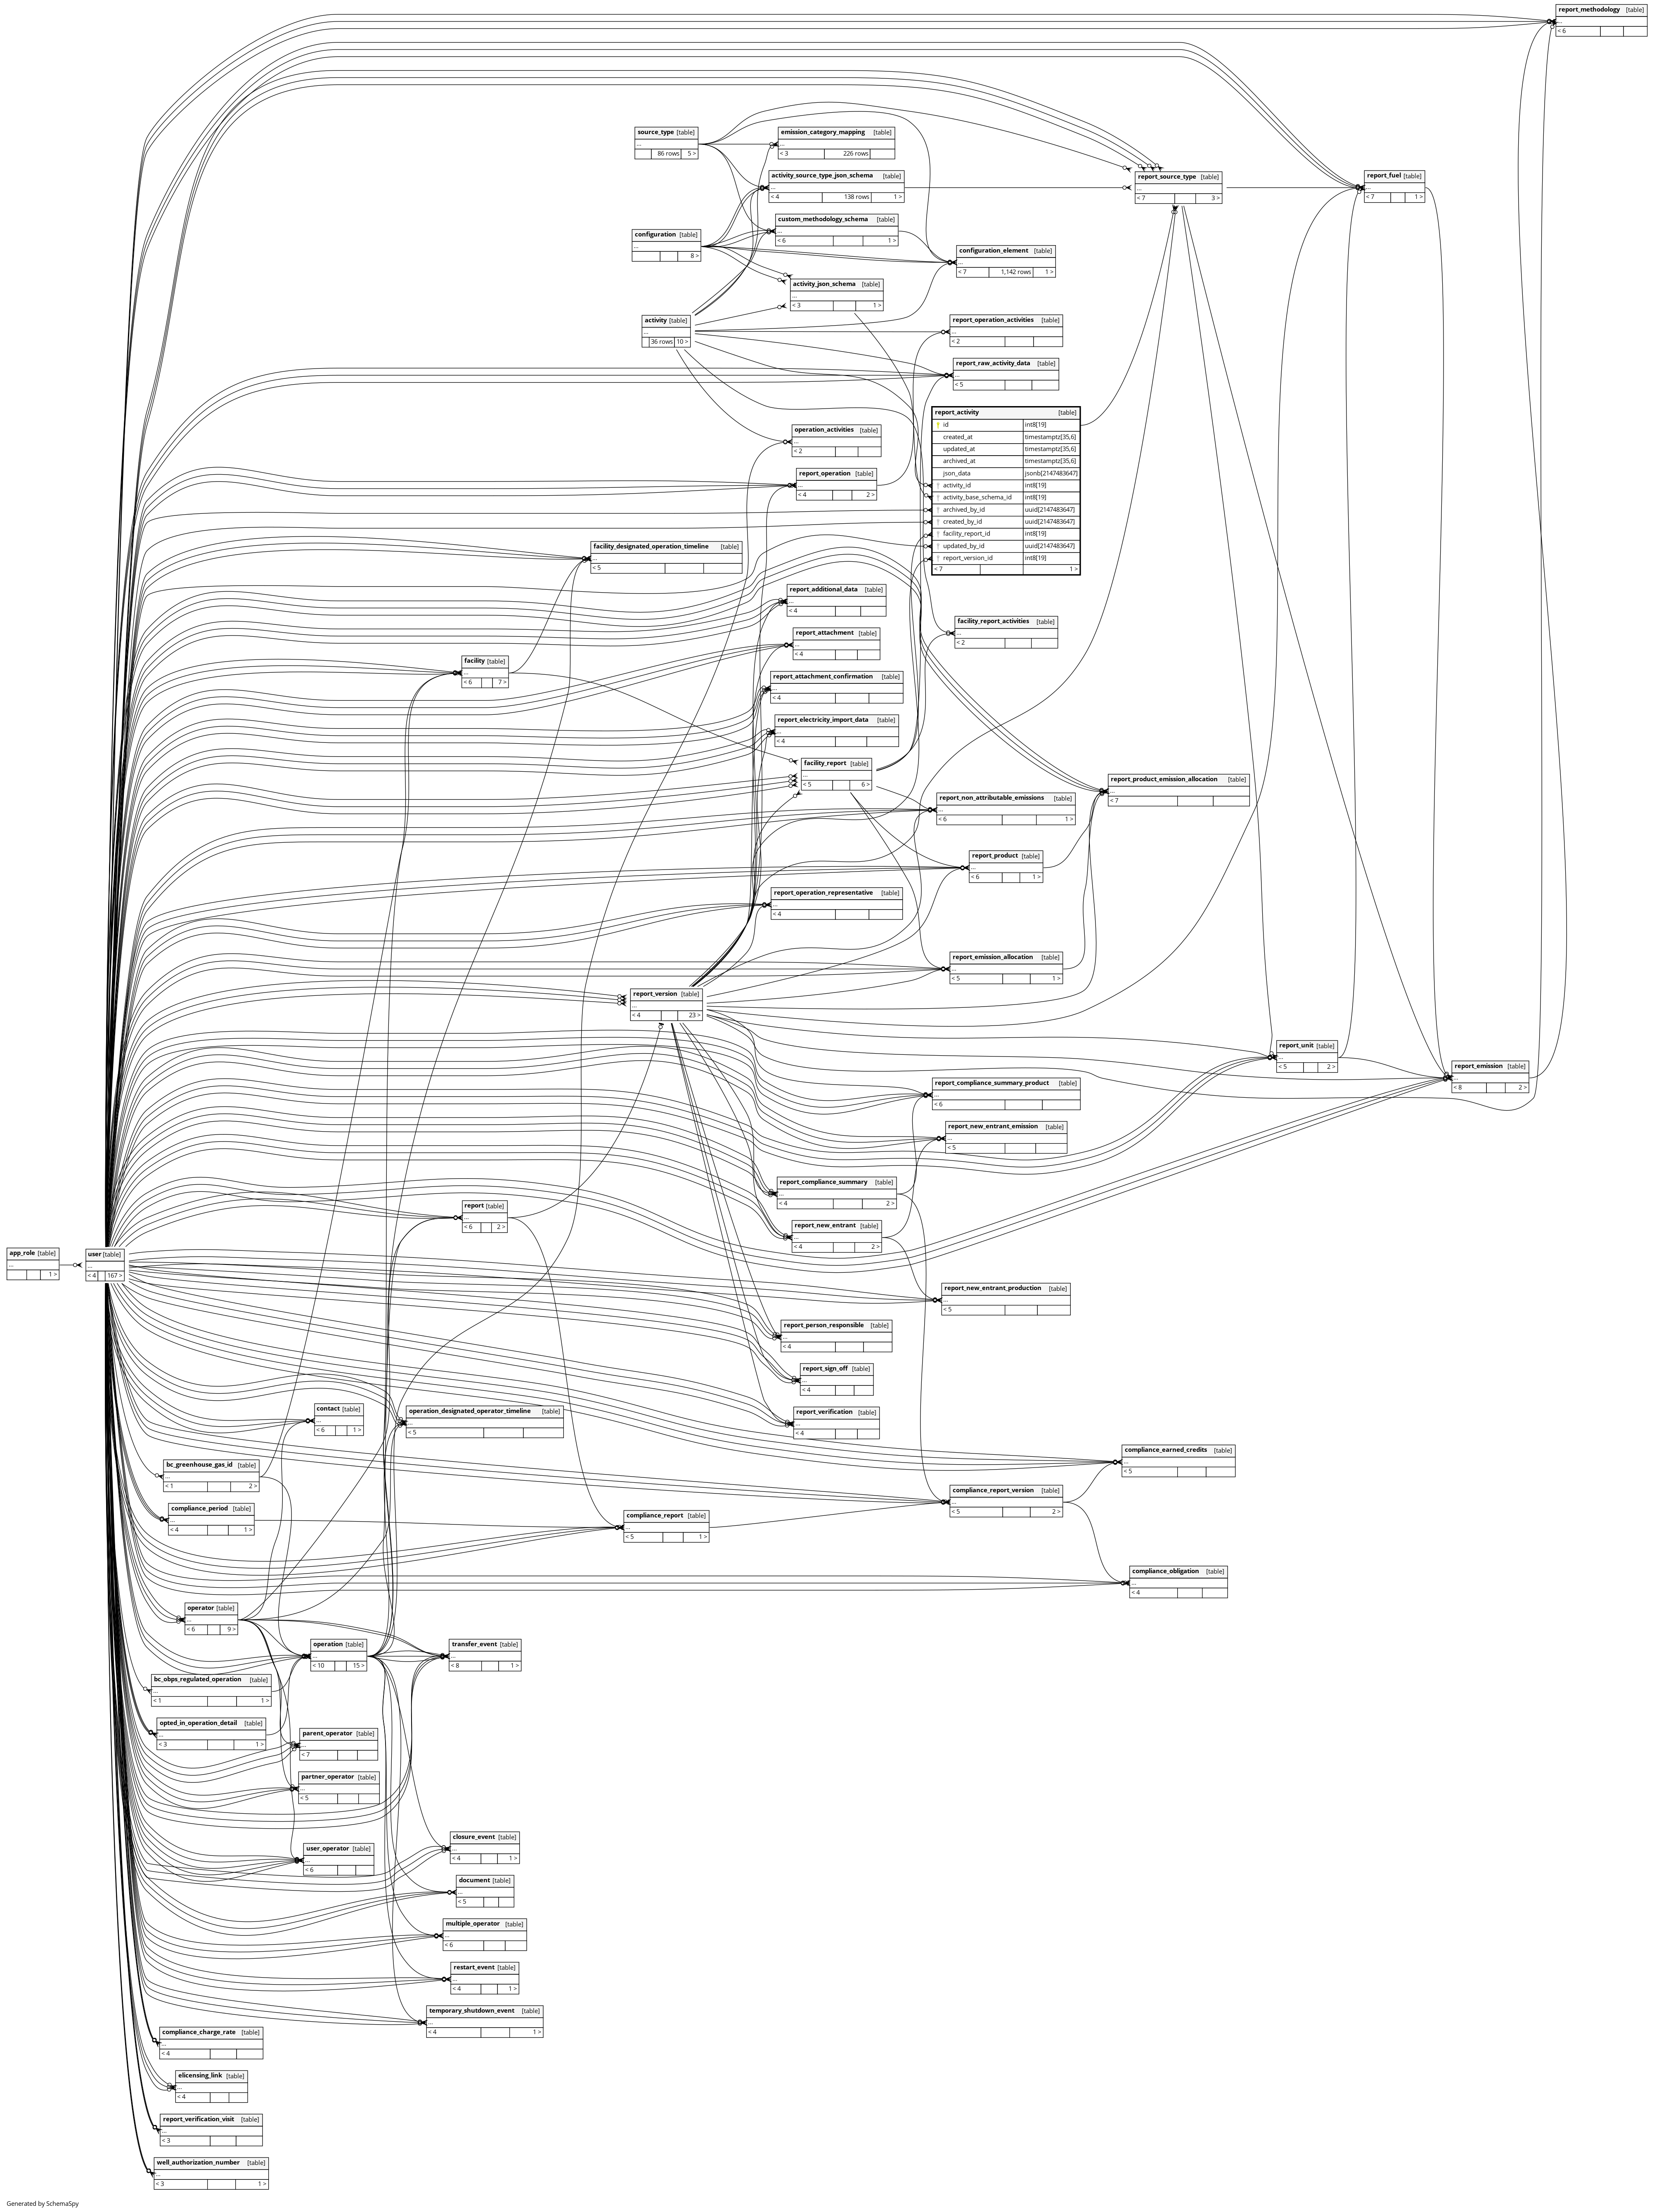 report_methodology [table]
...
< 6
source_type [table]
...
86 rows 5 >
emission_category_mapping [table]
...
< 3 226 rows
activity_source_type_json_schema [table]
...
< 4 138 rows 1 >
report_source_type [table]
...
< 7 3 >
report_fuel [table]
...
< 7 1 >
custom_methodology_schema [table]
...
< 6 1 >
configuration [table]
...
8 >
configuration_element [table]
...
< 7 1,142 rows 1 >
activity_json_schema [table]
...
< 3 1 >
activity [table]
...
36 rows 10 >
report_operation_activities [table]
...
< 2
report_raw_activity_data [table]
...
< 5
report_activity [table]
id int8[19]
created_at timestamptz[35,6]
updated_at timestamptz[35,6]
archived_at timestamptz[35,6]
json_data jsonb[2147483647]
activity_id int8[19]
activity_base_schema_id int8[19]
archived_by_id uuid[2147483647]
created_by_id uuid[2147483647]
facility_report_id int8[19]
updated_by_id uuid[2147483647]
report_version_id int8[19]
< 7 1 >
operation_activities [table]
...
< 2
report_operation [table]
...
< 4 2 >
facility_designated_operation_timeline [table]
...
< 5
report_additional_data [table]
...
< 4
facility_report_activities [table]
...
< 2
report_attachment [table]
...
< 4
facility [table]
...
< 6 7 >
report_attachment_confirmation [table]
...
< 4
report_electricity_import_data [table]
...
< 4
facility_report [table]
...
< 5 6 >
report_product_emission_allocation [table]
...
< 7
report_non_attributable_emissions [table]
...
< 6 1 >
report_product [table]
...
< 6 1 >
report_operation_representative [table]
...
< 4
report_emission_allocation [table]
...
< 5 1 >
report_version [table]
...
< 4 23 >
report_unit [table]
...
< 5 2 >
report_emission [table]
...
< 8 2 >
report_compliance_summary_product [table]
...
< 6
report_new_entrant_emission [table]
...
< 5
report_compliance_summary [table]
...
< 4 2 >
report [table]
...
< 6 2 >
report_new_entrant [table]
...
< 4 2 >
app_role [table]
...
1 >
user [table]
...
< 4 167 >
report_new_entrant_production [table]
...
< 5
report_person_responsible [table]
...
< 4
report_sign_off [table]
...
< 4
contact [table]
...
< 6 1 >
operation_designated_operator_timeline [table]
...
< 5
report_verification [table]
...
< 4
compliance_earned_credits [table]
...
< 5
bc_greenhouse_gas_id [table]
...
< 1 2 >
compliance_report_version [table]
...
< 5 2 >
compliance_period [table]
...
< 4 1 >
compliance_report [table]
...
< 5 1 >
compliance_obligation [table]
...
< 4
operator [table]
...
< 6 9 >
operation [table]
...
< 10 15 >
transfer_event [table]
...
< 8 1 >
bc_obps_regulated_operation [table]
...
< 1 1 >
opted_in_operation_detail [table]
...
< 3 1 >
parent_operator [table]
...
< 7
partner_operator [table]
...
< 5
closure_event [table]
...
< 4 1 >
user_operator [table]
...
< 6
document [table]
...
< 5
multiple_operator [table]
...
< 6
restart_event [table]
...
< 4 1 >
temporary_shutdown_event [table]
...
< 4 1 >
compliance_charge_rate [table]
...
< 4
elicensing_link [table]
...
< 4
report_verification_visit [table]
...
< 3
well_authorization_number [table]
...
< 3 1 >
Generated by SchemaSpy